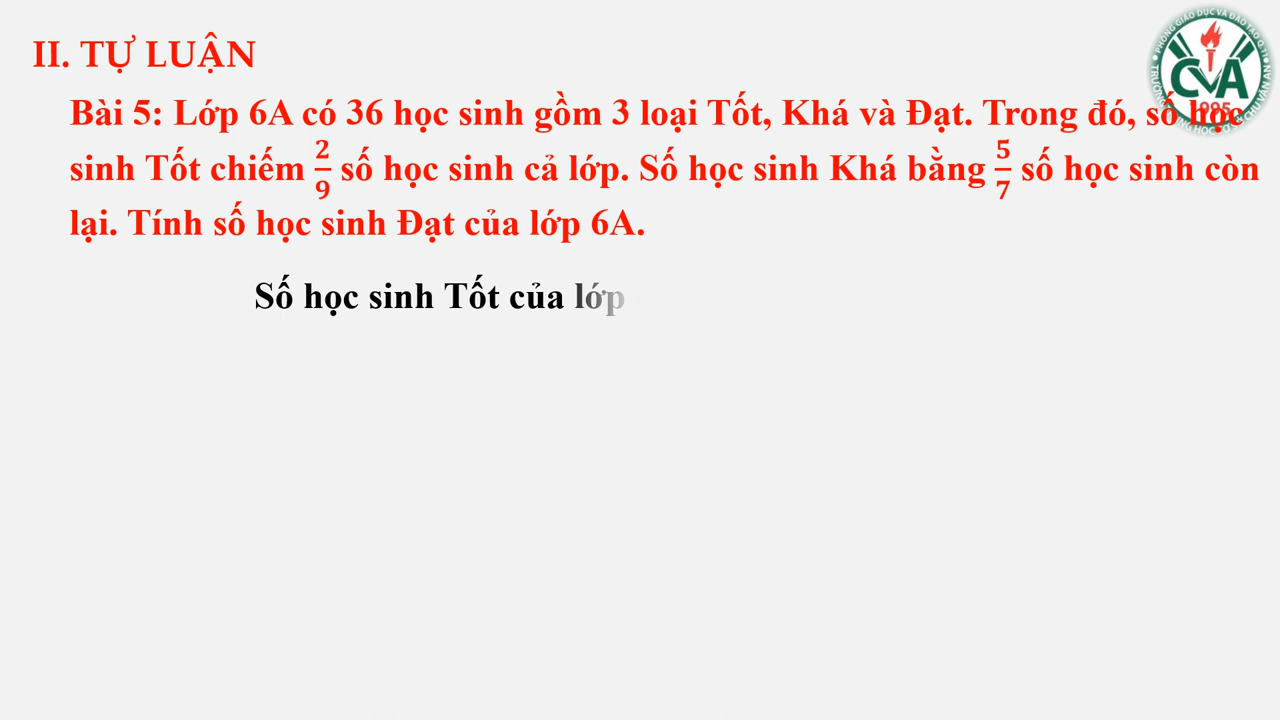 II. TỰ LUẬN
Bài 5: Lớp 6A có 36 học sinh gồm 3 loại Tốt, Khá và Đạt. Trong đó, số học
sinh Tốt chiếm 2/9 số học sinh cả lớp. Số học sinh Khá bằng 5/7 số học sinh còn
lại. Tính số học sinh Đạt của lớp 6A.
Số học sinh Tốt của lớp
CVA
1995